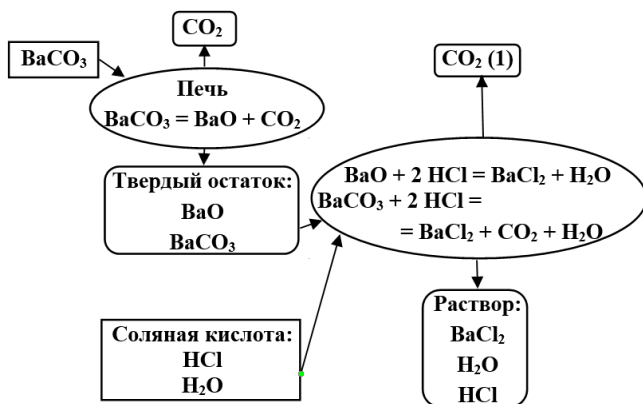 CO₂
BaCO₃
Печь
BaCO₃ = BaO + CO₂
Твердый остаток:
BaO
BaCO₃
Соляная кислота:
HCl
H₂O
CO₂ (1)
BaO + 2 HCl = BaCl₂ + H₂O
BaCO₃ + 2 HCl =
= BaCl₂ + CO₂ + H₂O
Раствор:
BaCl₂
H₂O
HCl